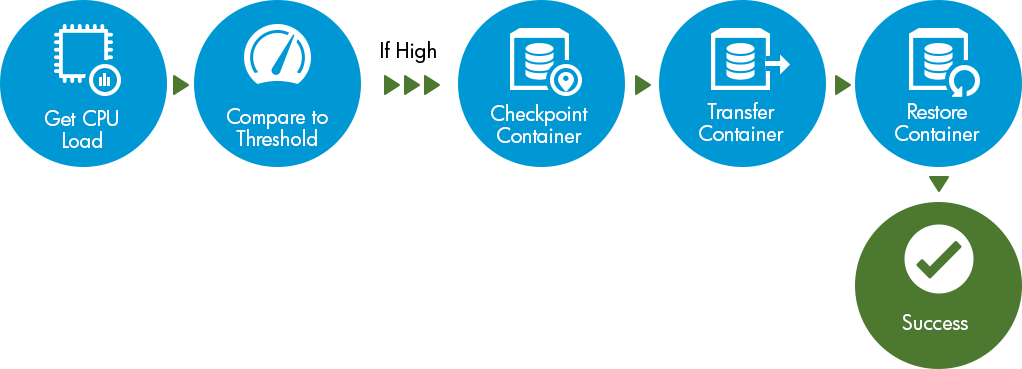 Get CPU
Load
Compare to
Threshold
If High
Checkpoint
Container
Transfer
Container
Restore
Container
Success